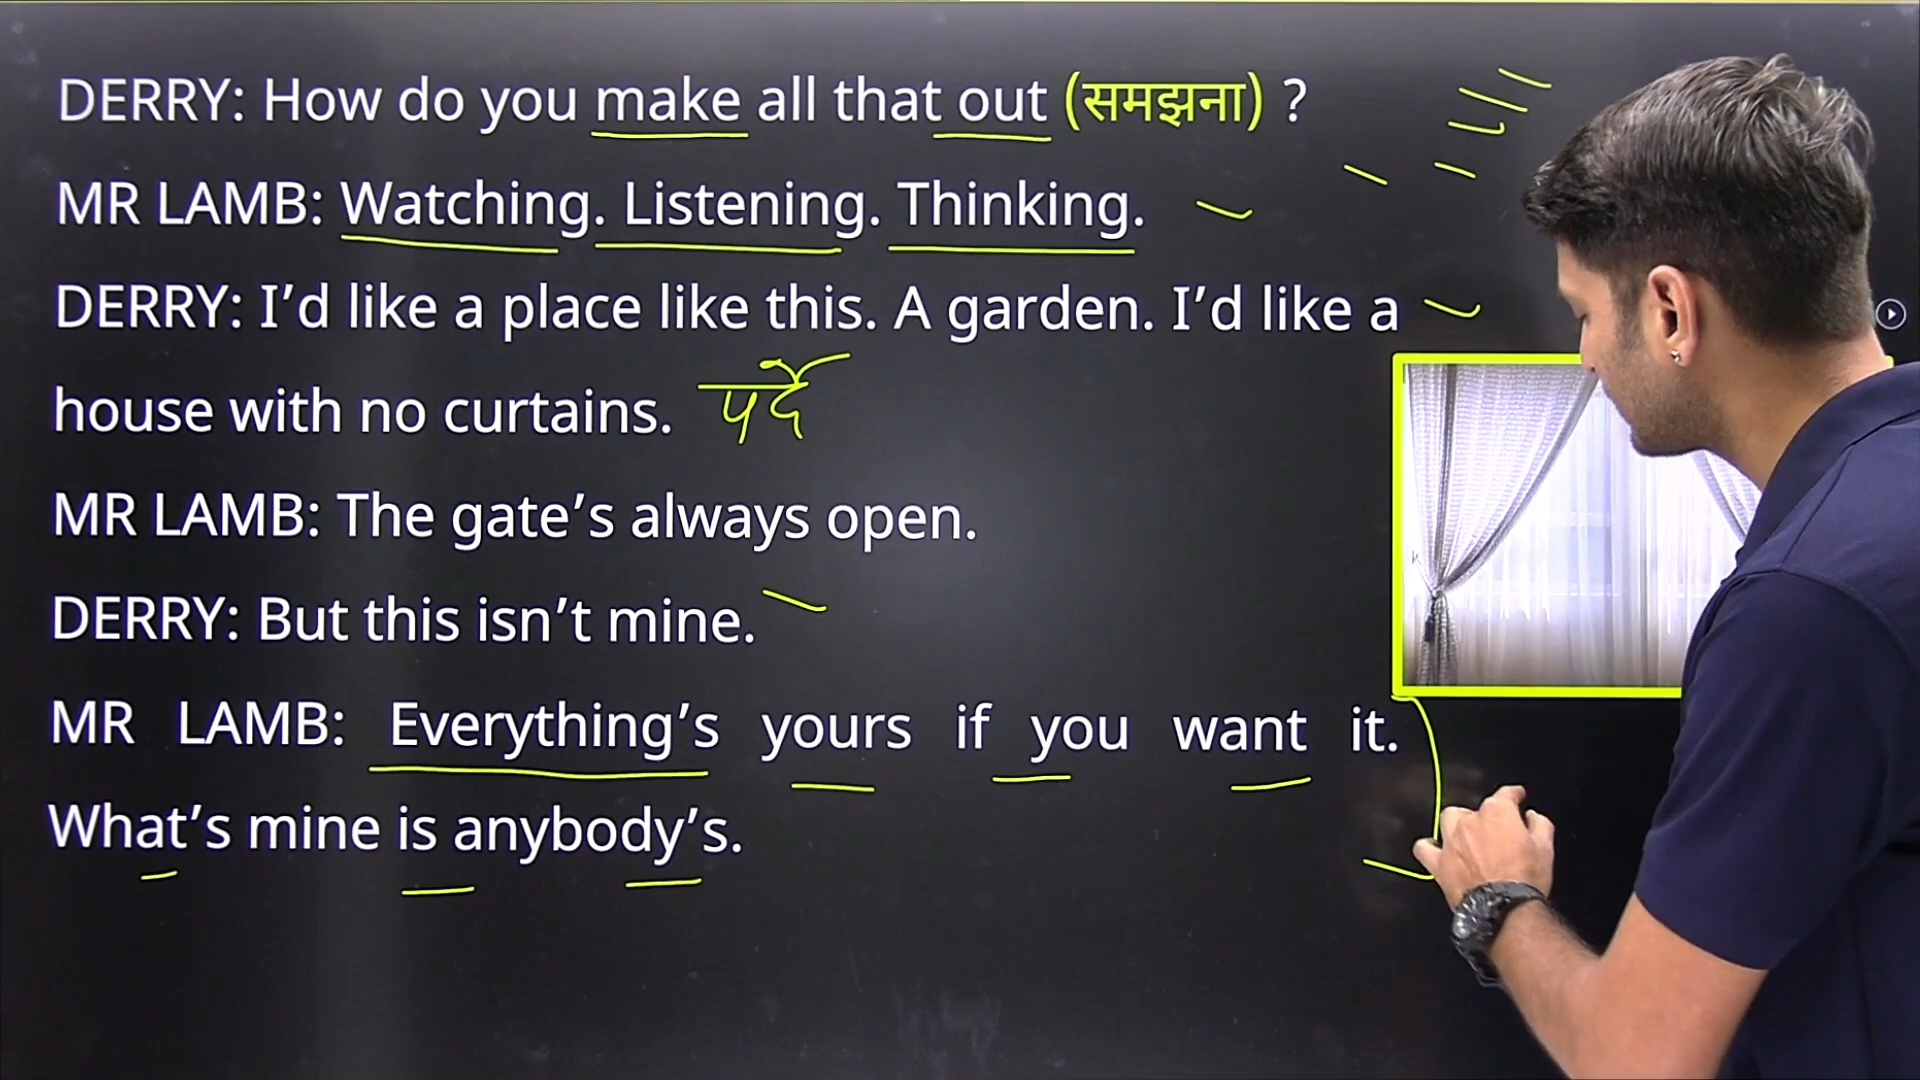 DERRY: How do you make all that out (समझना) ?
MR LAMB: Watching. Listening. Thinking.
DERRY: I’d like a place like this. A garden. I’d like a
house with no curtains. पर्दे
MR LAMB: The gate’s always open.
DERRY: But this isn’t mine.
MR LAMB: Everything’s yours if you want it.
What’s mine is anybody’s.